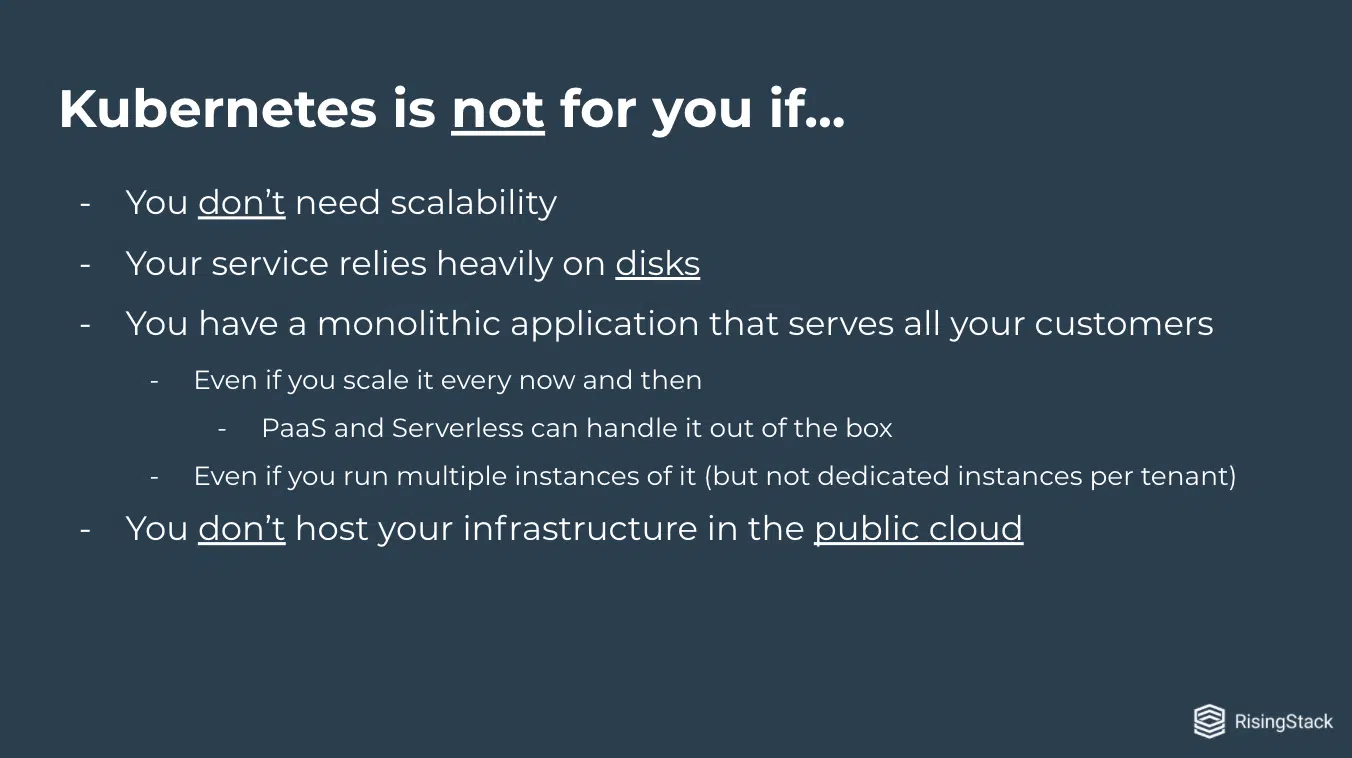 Kubernetes is not for you if...
- You don’t need scalability
- Your service relies heavily on disks
- You have a monolithic application that serves all your customers
- Even if you scale it every now and then
- PaaS and Serverless can handle it out of the box
- Even if you run multiple instances of it (but not dedicated instances per tenant)
- You don’t host your infrastructure in the public cloud
RisingStack